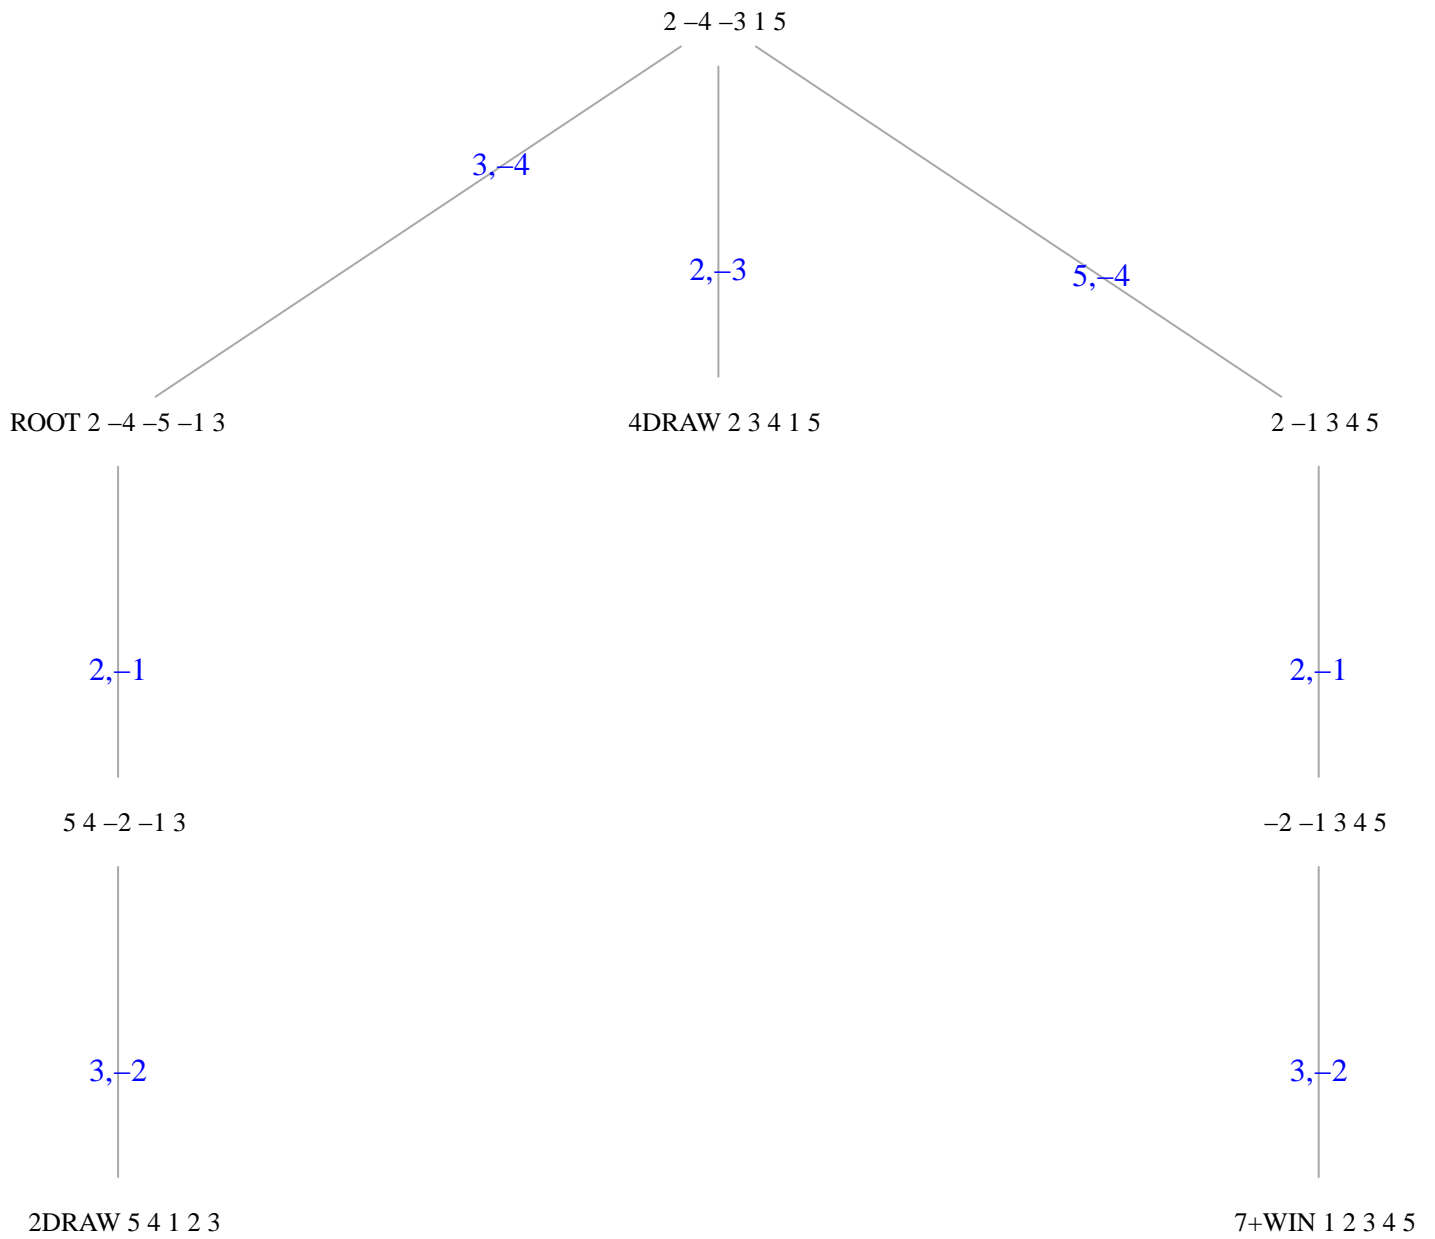 2 –4 –3 1 5
3,–4
2,–3
5,–4
ROOT 2 –4 –5 –1 3
4DRAW 2 3 4 1 5
2 –1 3 4 5
2,–1
2,–1
5 4 –2 –1 3
–2 –1 3 4 5
3,–2
3,–2
2DRAW 5 4 1 2 3
7+WIN 1 2 3 4 5